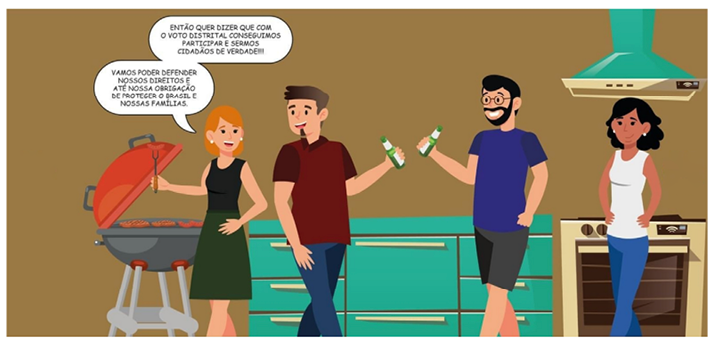 ENTÃO QUER DIZER QUE COM
O VOTO DISTRITAL CONSEGUIMOS
PARTICIPAR E SERMOS
CIDADÃOS DE VERDADE!!!!
VAMOS PODER DEFENDER
NOSSOS DIREITOS E
ATÉ NOSSA OBRIGAÇÃO
DE PROTEGER O BRASIL E
NOSSAS FAMÍLIAS.